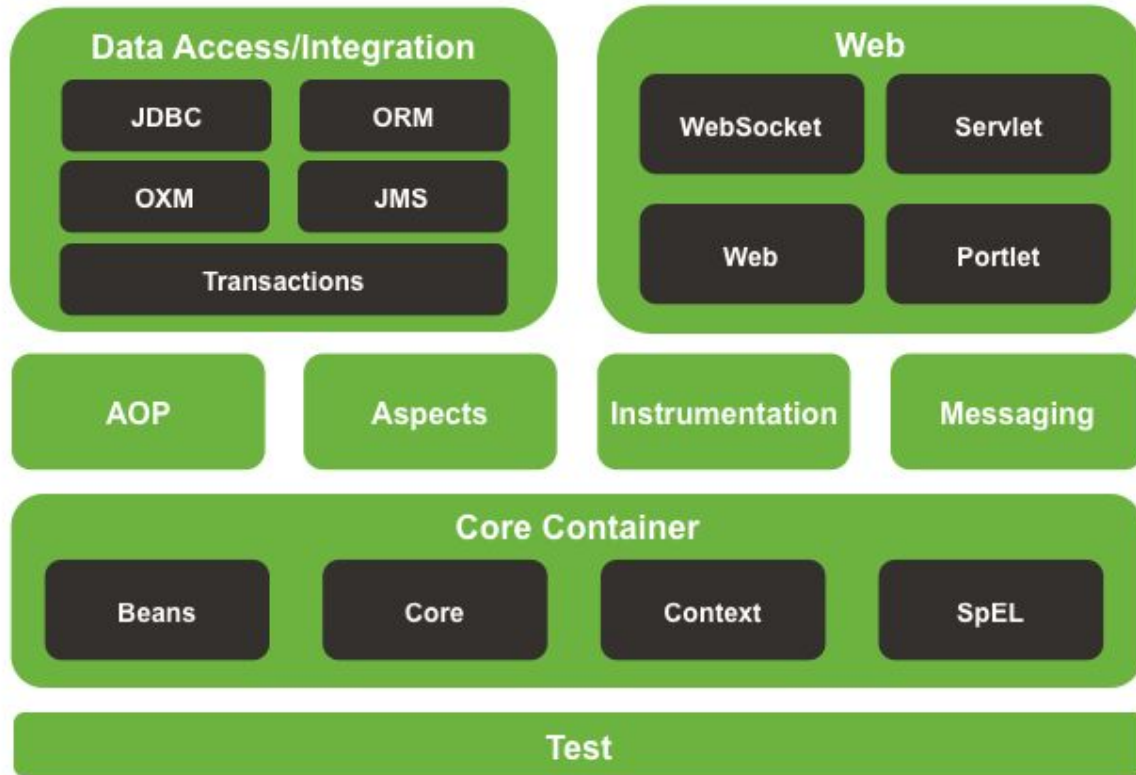 Data Access/Integration
JDBC
ORM
OXM
JMS
Transactions
Web
WebSocket
Servlet
Web
Portlet
AOP
Aspects
Instrumentation
Messaging
Core Container
Beans
Core
Context
SpEL
Test